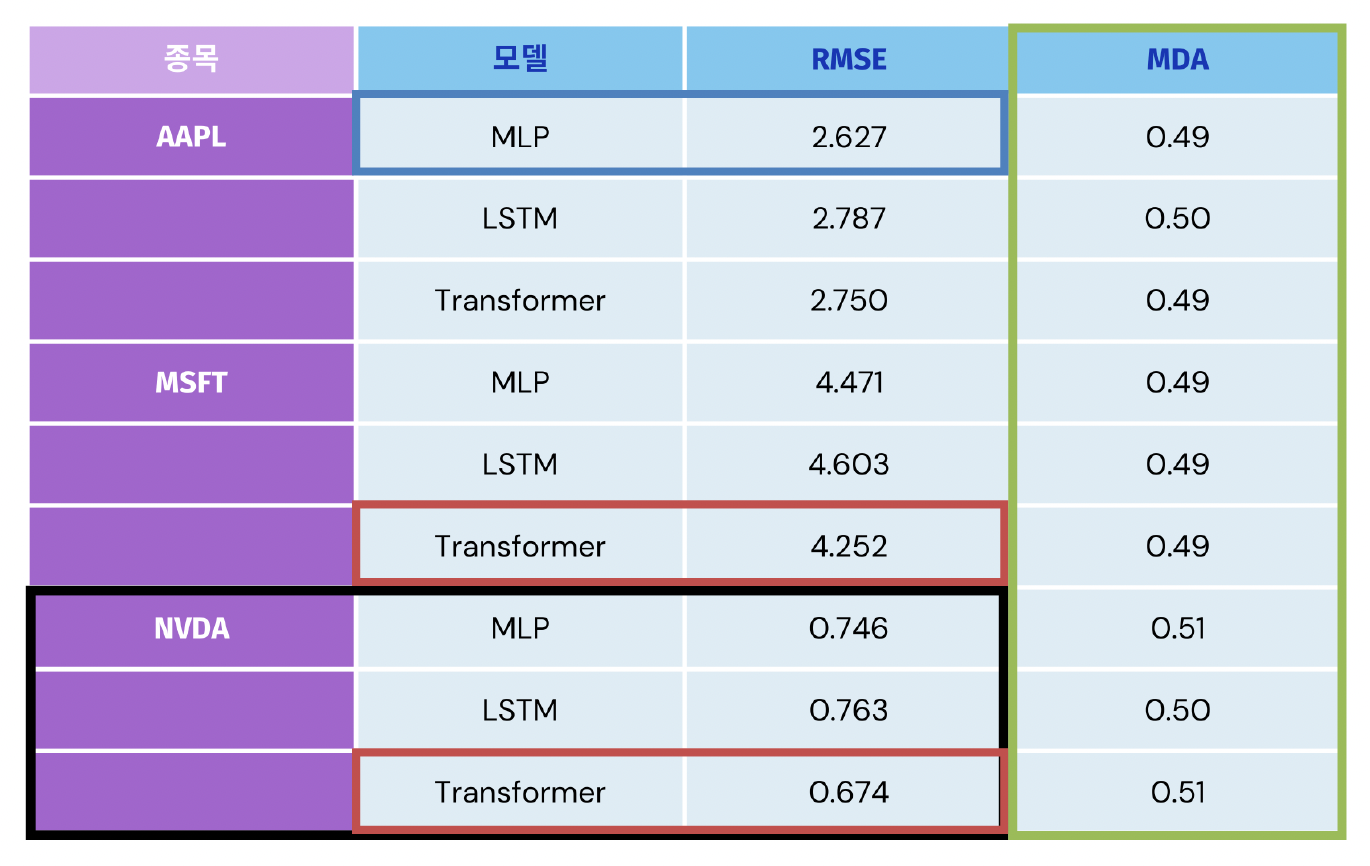 종목 모델 RMSE MDA
AAPL MLP 2.627 0.49
LSTM 2.787 0.50
Transformer 2.750 0.49
MSFT MLP 4.471 0.49
LSTM 4.603 0.49
Transformer 4.252 0.49
NVDA MLP 0.746 0.51
LSTM 0.763 0.50
Transformer 0.674 0.51